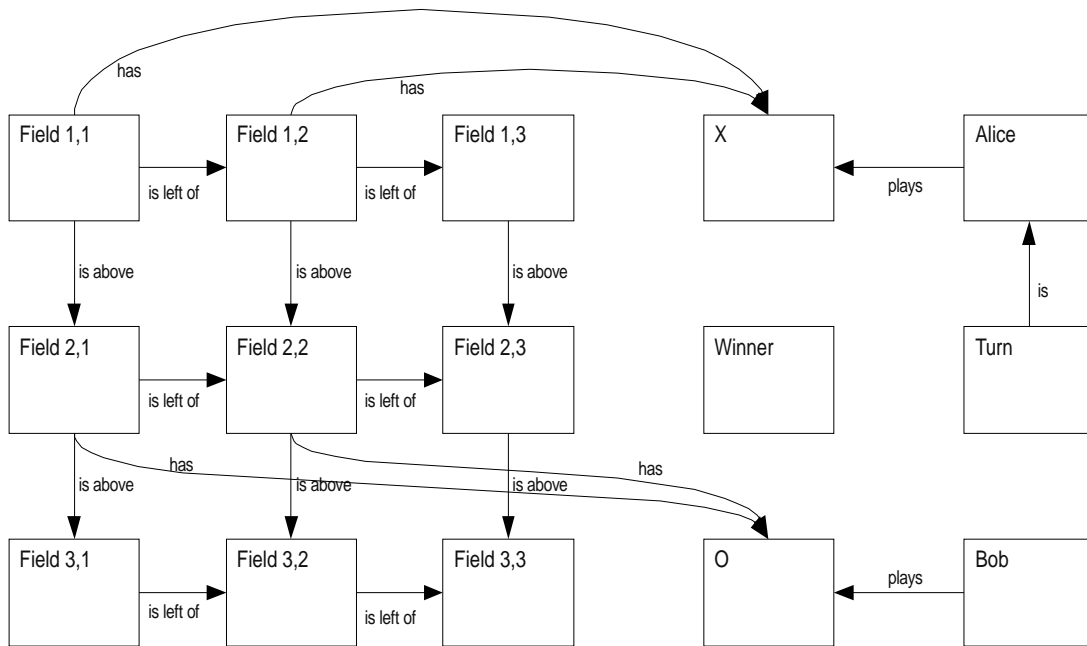 has
has
Field 1,1
Field 1,2
Field 1,3
X
Alice
is left of
is left of
plays
is above
is above
is above
is
Field 2,1
Field 2,2
Field 2,3
Winner
Turn
is left of
is left of
has
has
is above
is above
is above
Field 3,1
Field 3,2
Field 3,3
O
Bob
is left of
is left of
plays